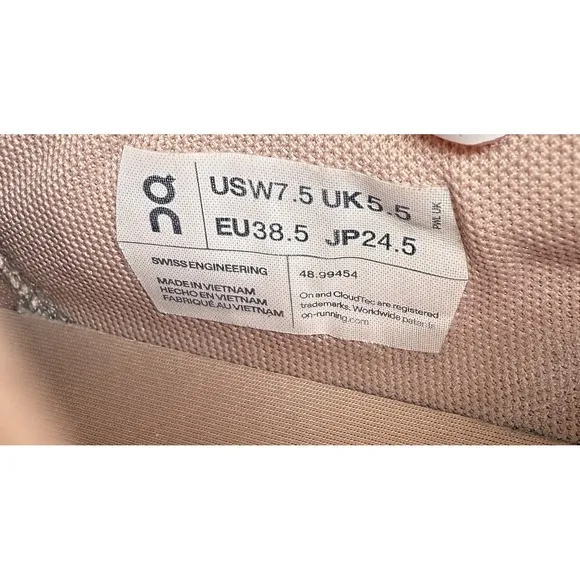 USW7.5 UK5.5
EU38.5 JP24.5
SWISS ENGINEERING
MADE IN VIETNAM
HECHO EN VIETNAM
FABRIQUÉ AU VIETNAM
48.99454
On and CloudTec are registered
trademarks. Worldwide
on-running.com